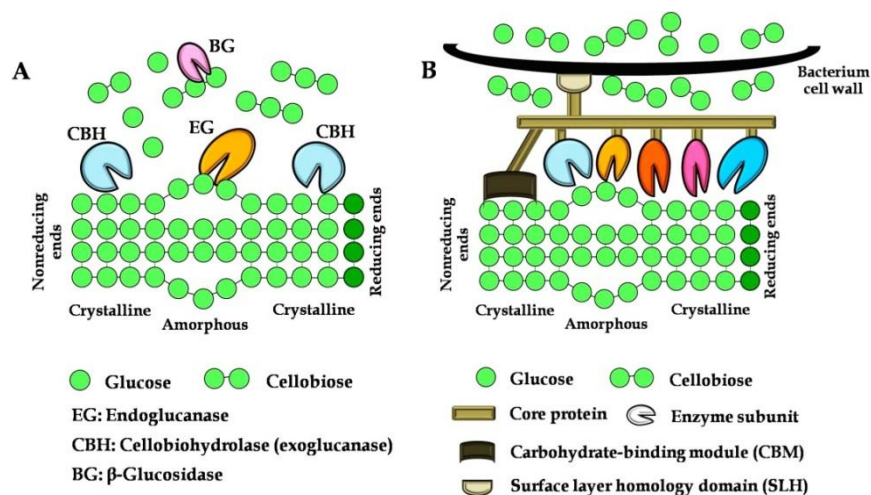 A
BG
CBH
EG
CBH
Nonreducing
ends
Reducing ends
Crystalline
Amorphous
Crystalline
Glucose
Cellobiose
EG: Endoglucanase
CBH: Cellobiohydrolase (exoglucanase)
BG: β-Glucosidase
B
Bacterium
cell wall
Nonreducing
ends
Reducing ends
Crystalline
Amorphous
Crystalline
Glucose
Cellobiose
Core protein
Enzyme subunit
Carbohydrate-binding module (CBM)
Surface layer homology domain (SLH)